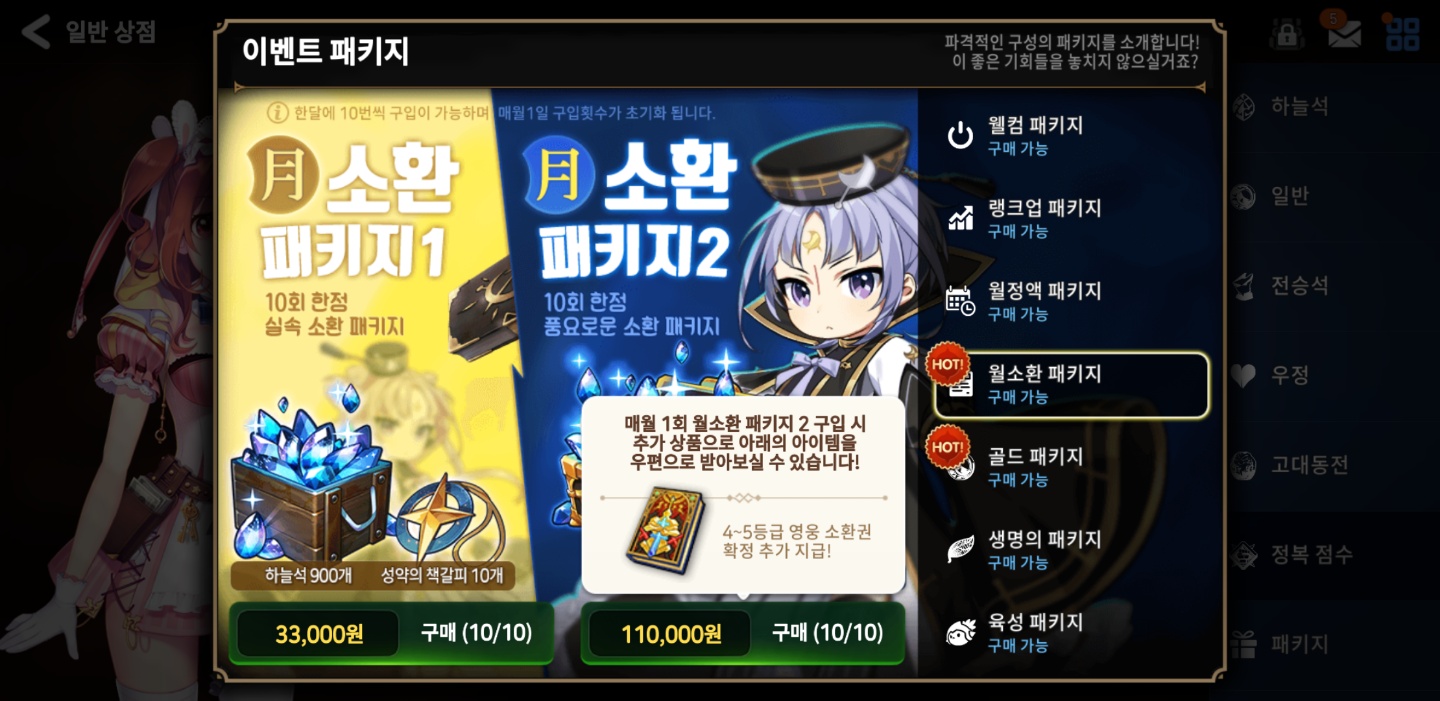 일반 상점
5
이벤트 패키지
파격적인 구성의 패키지를 소개합니다!
이 좋은 기회들을 놓치지 않으실거죠?
한달에 10번씩 구입이 가능하며 매월1일 구입횟수가 초기화 됩니다.
月 소환
패키지1
10회 한정
실속 소환 패키지
하늘석 900개
성약의 책갈피 10개
33,000원
구매 (10/10)
月 소환
패키지2
10회 한정
풍요로운 소환 패키지
매월 1회 월소환 패키지 2 구입 시
추가 상품으로 아래의 아이템을
우편으로 받아보실 수 있습니다!
4~5등급 영웅 소환권
확정 추가 지급!
110,000원
구매 (10/10)
웰컴 패키지
구매 가능
랭크업 패키지
구매 가능
월정액 패키지
구매 가능
HOT!
월소환 패키지
구매 가능
HOT!
골드 패키지
구매 가능
생명의 패키지
구매 가능
육성 패키지
구매 가능
하늘석
일반
전승석
우정
고대동전
정복 점수
패키지